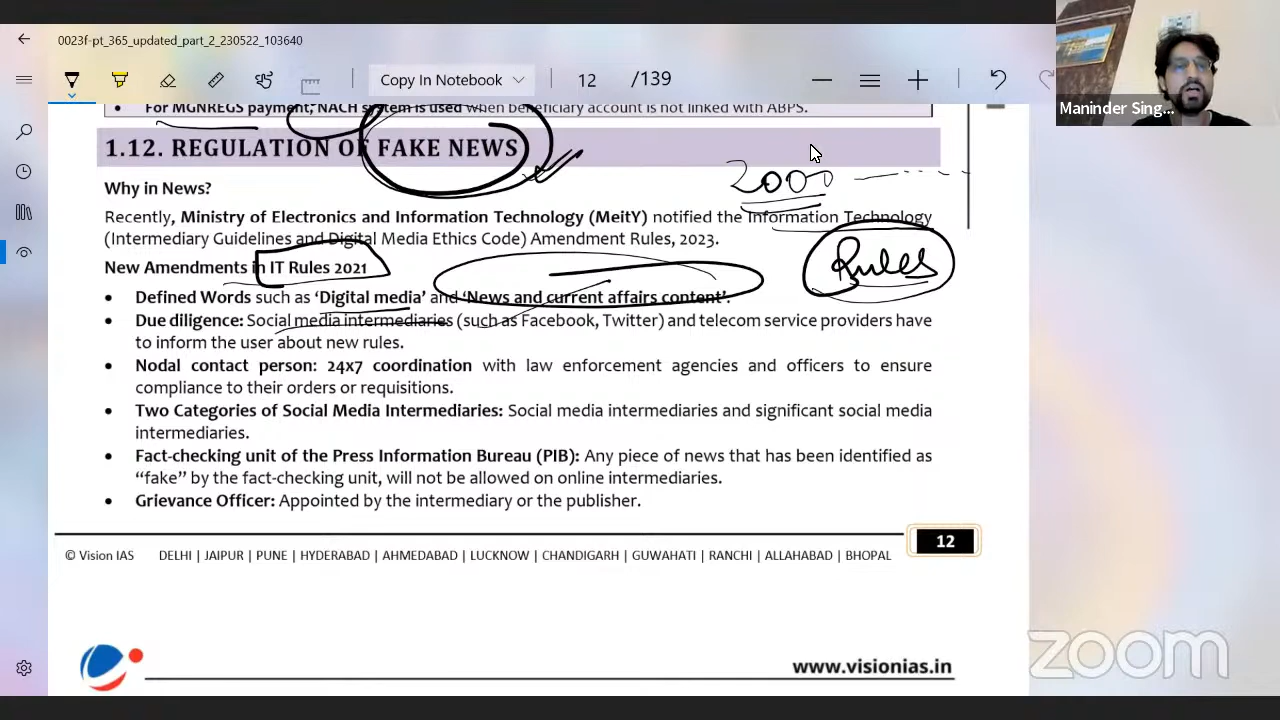 0023f-pt_365_updated_part_2_230522_103640
Copy In Notebook
12 /139
Maninder Sing...
• For MGNREGS payment, NACH system is used when beneficiary account is not linked with ABPS.
1.12. REGULATION OF FAKE NEWS
2000
Why in News?
Recently, Ministry of Electronics and Information Technology (MeitY) notified the Information Technology
(Intermediary Guidelines and Digital Media Ethics Code) Amendment Rules, 2023.
Rules
New Amendments in IT Rules 2021
• Defined Words such as ‘Digital media’ and ‘News and current affairs content’.
• Due diligence: Social media intermediaries (such as Facebook, Twitter) and telecom service providers have
to inform the user about new rules.
• Nodal contact person: 24x7 coordination with law enforcement agencies and officers to ensure
compliance to their orders or requisitions.
• Two Categories of Social Media Intermediaries: Social media intermediaries and significant social media
intermediaries.
• Fact-checking unit of the Press Information Bureau (PIB): Any piece of news that has been identified as
“fake” by the fact-checking unit, will not be allowed on online intermediaries.
• Grievance Officer: Appointed by the intermediary or the publisher.
© Vision IAS DELHI | JAIPUR | PUNE | HYDERABAD | AHMEDABAD | LUCKNOW | CHANDIGARH | GUWAHATI | RANCHI | ALLAHABAD | BHOPAL
12
www.visionias.in
zoom